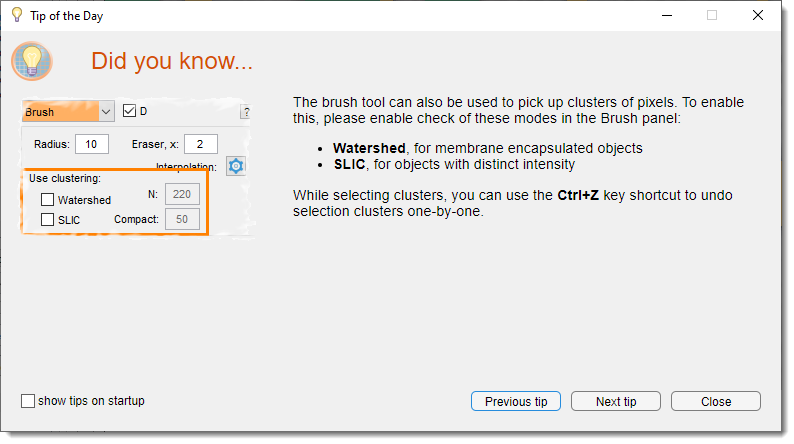 Tip of the Day
Did you know...
Brush
D
?
Radius: 10 Eraser, x: 2
Interpolation:
Use clustering:
Watershed N: 220
SLIC Compact: 50
The brush tool can also be used to pick up clusters of pixels. To enable
this, please enable check of these modes in the Brush panel:
• Watershed, for membrane encapsulated objects
• SLIC, for objects with distinct intensity
While selecting clusters, you can use the Ctrl+Z key shortcut to undo
selection clusters one-by-one.
show tips on startup
Previous tip Next tip Close